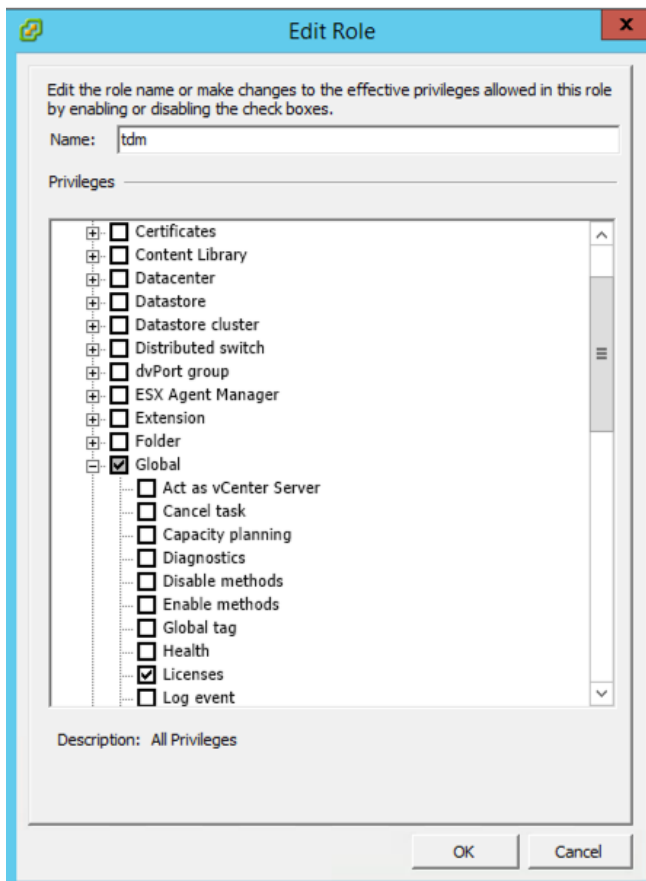 Edit Role
x
Edit the role name or make changes to the effective privileges allowed in this role
by enabling or disabling the check boxes.
Name: tdm
Privileges
Certificates
Content Library
Datacenter
Datastore
Datastore cluster
Distributed switch
dvPort group
ESX Agent Manager
Extension
Folder
Global
Act as vCenter Server
Cancel task
Capacity planning
Diagnostics
Disable methods
Enable methods
Global tag
Health
Licenses
Log event
Description: All Privileges
OK Cancel